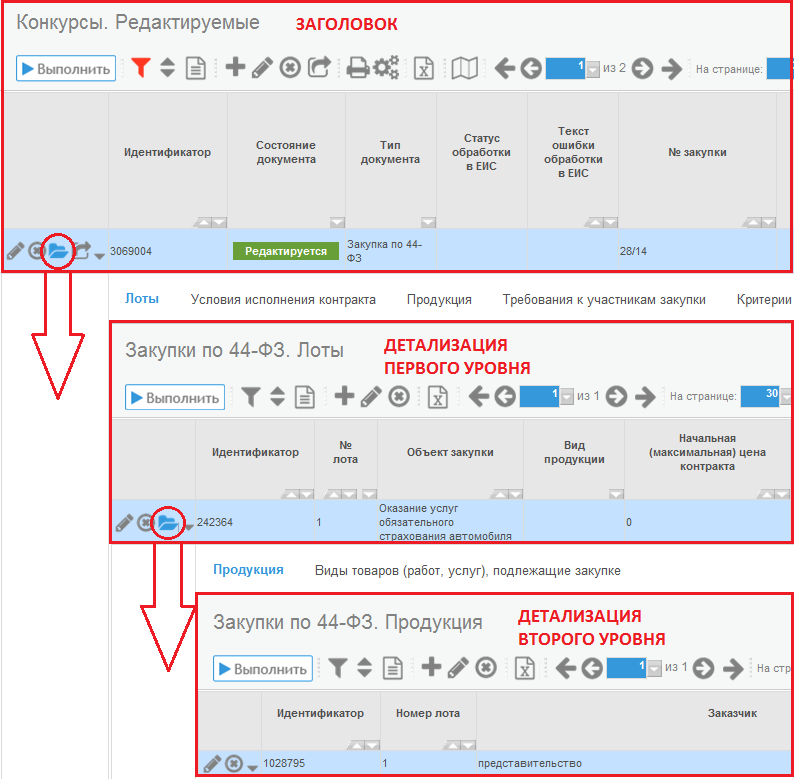 Конкурсы. Редактируемые ЗАГОЛОВОК
Выполнить 1 из 2 На странице:
Идентификатор
Состояние документа
Тип документа
Статус обработки в ЕИС
Текст ошибки обработки в ЕИС
№ закупки
3069004 Редактируется Закупка по 44-ФЗ 28/14
Лоты Условия исполнения контракта Продукция Требования к участникам закупки Критерии
Закупки по 44-ФЗ. Лоты ДЕТАЛИЗАЦИЯ
ПЕРВОГО УРОВНЯ
Выполнить 1 из 1 На странице: 30
Идентификатор
№ лота
Объект закупки
Вид продукции
Начальная (максимальная) цена контракта
242364 1 Оказание услуг обязательного страхования автомобиля 0
Продукция Виды товаров (работ, услуг), подлежащие закупке
Закупки по 44-ФЗ. Продукция ДЕТАЛИЗАЦИЯ
ВТОРОГО УРОВНЯ
Выполнить 1 из 1 На стр
Идентификатор Номер лота Заказчик
1028795 1 представительство